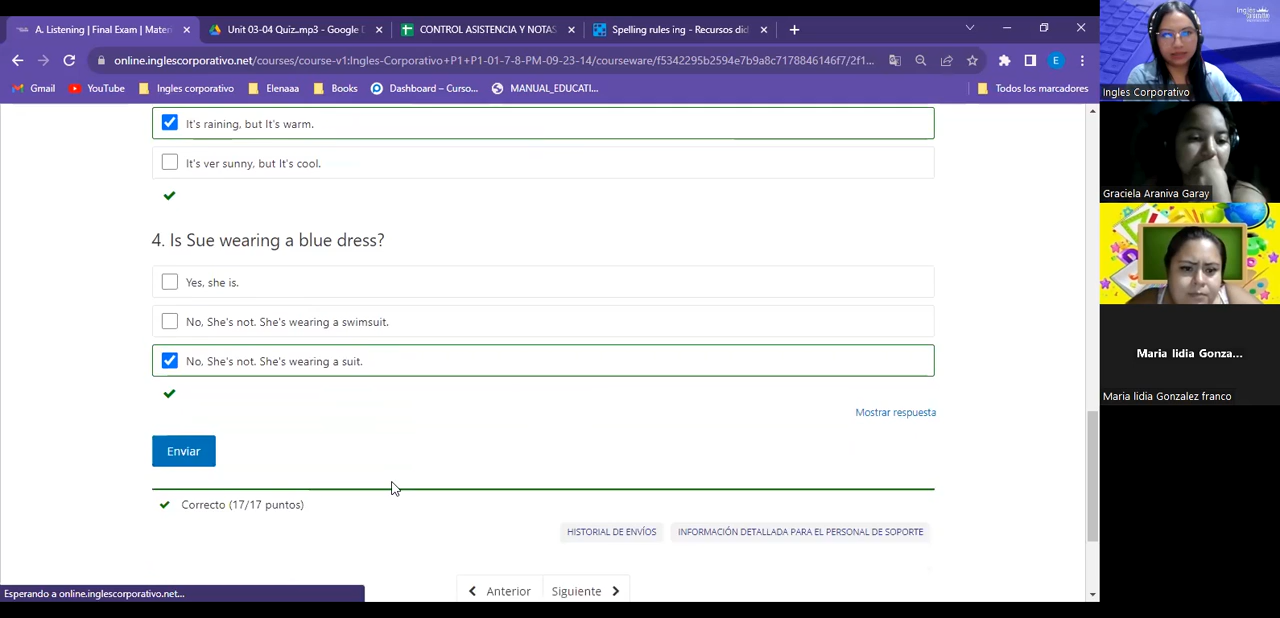 A. Listening | Final Exam | Mater
Unit 03-04 Quiz.mp3 - Google
CONTROL ASISTENCIA Y NOTAS
Spelling rules ing - Recursos did
online.inglescorporativo.net/courses/course-v1:Ingles-Corporativo+P1+P1-01-7-8-PM-09-23-14/courseware/f5342295b2594e7b9a8c7178846146f7/2f1...
E
Gmail
YouTube
Ingles corporativo
Elenaaa
Books
Dashboard – Curso...
MANUAL_EDUCATI...
Todos los marcadores
It's raining, but It's warm.
It's ver sunny, but It's cool.
4. Is Sue wearing a blue dress?
Yes, she is.
No, She's not. She's wearing a swimsuit.
No, She's not. She's wearing a suit.
Mostrar respuesta
Enviar
Correcto (17/17 puntos)
HISTORIAL DE ENVÍOS
INFORMACIÓN DETALLADA PARA EL PERSONAL DE SOPORTE
Anterior
Siguiente
Esperando a online.inglescorporativo.net...
Ingles Corporativo
Graciela Araniva Garay
Maria lidia Gonza...
Maria lidia Gonzalez franco